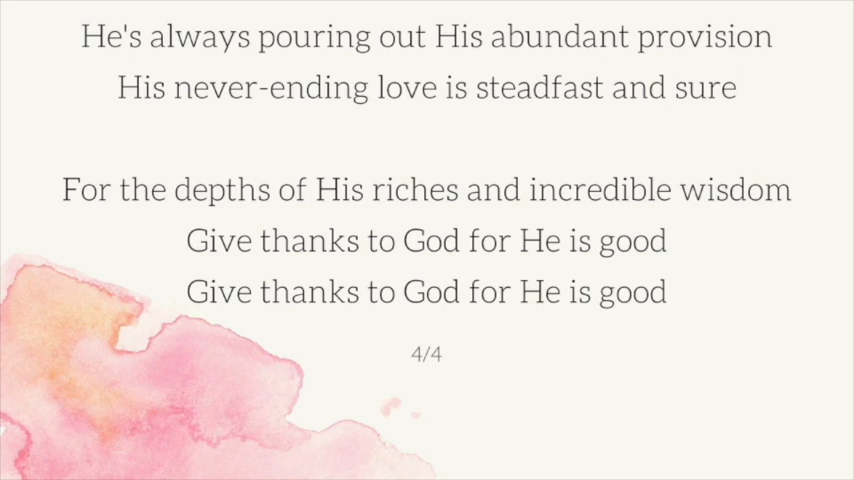 He's always pouring out His abundant provision
His never-ending love is steadfast and sure
For the depths of His riches and incredible wisdom
Give thanks to God for He is good
Give thanks to God for He is good
4/4